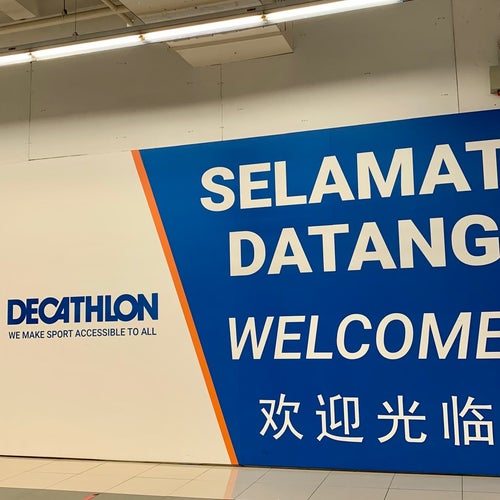 DECATHLON
WE MAKE SPORT ACCESSIBLE TO ALL
SELAMAT
DATANG
WELCOME
欢迎光临